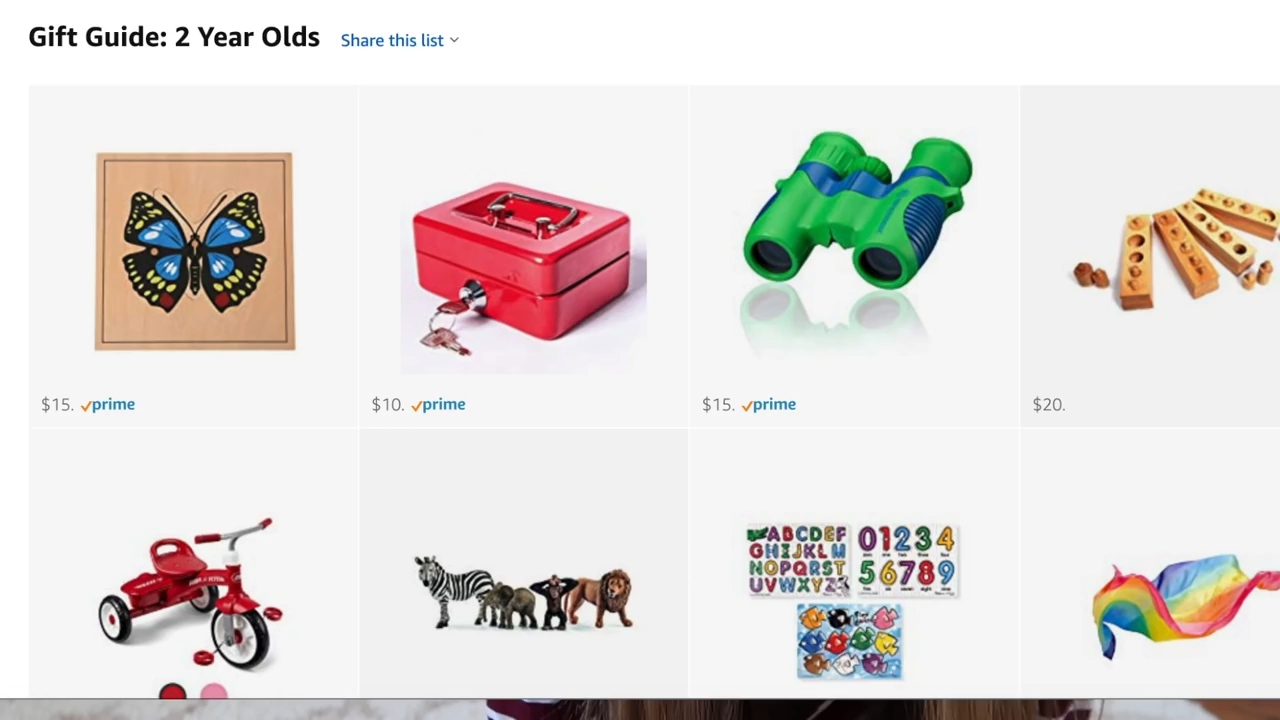 Gift Guide: 2 Year Olds Share this list
$15. prime
$10. prime
$15. prime
$20.
ABCDEF
GHIJKLM
NOPQRST
UVWXYZ
01234
56789